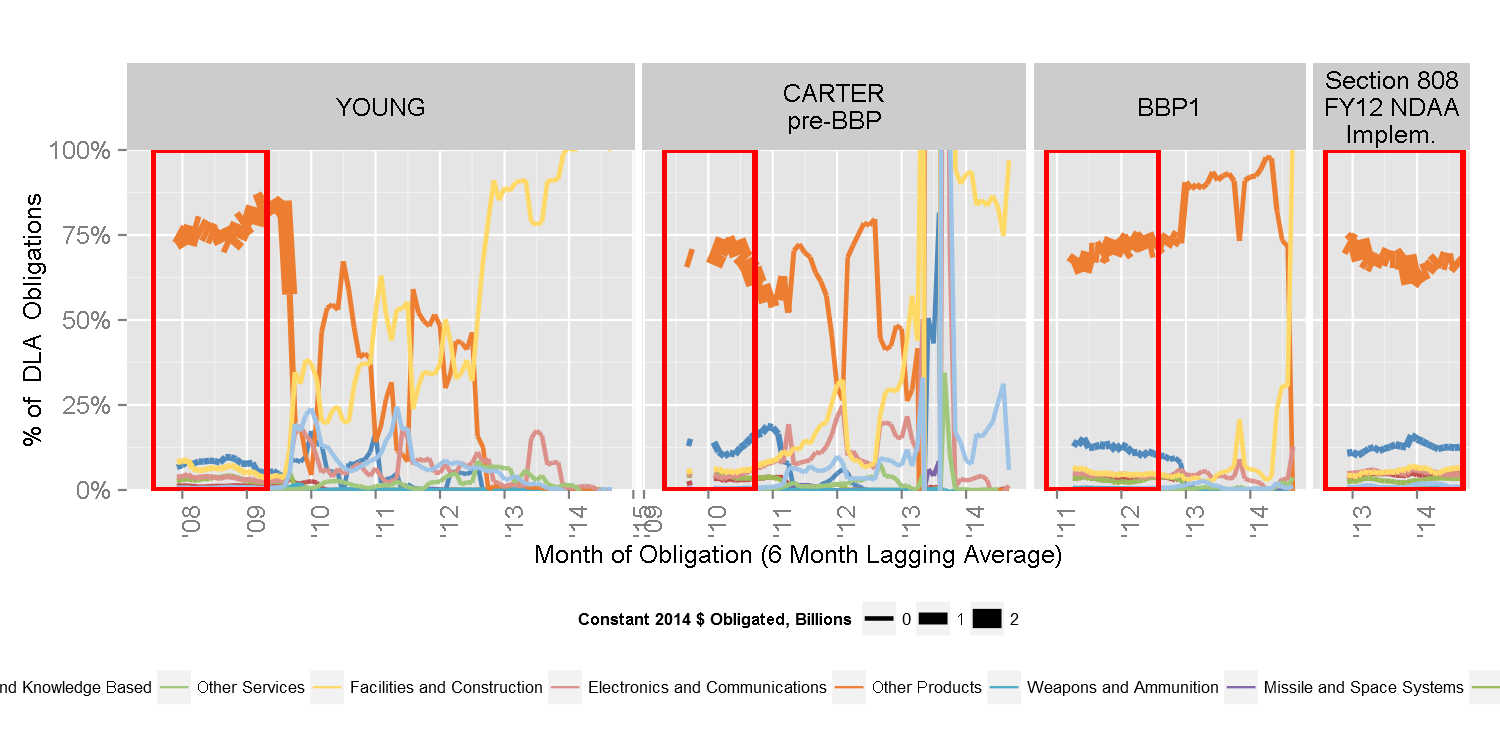 YOUNG
CARTER
pre-BBP
BBP1
Section 808
FY12 NDAA
Implem.
% of DLA Obligations
100%
75%
50%
25%
0%
'08
'09
'10
'11
'12
'13
'14
'15
'09
'10
'11
'12
'13
'14
'11
'12
'13
'14
'13
'14
Month of Obligation (6 Month Lagging Average)
Constant 2014 $ Obligated, Billions 0 1 2
nd Knowledge Based Other Services Facilities and Construction Electronics and Communications Other Products Weapons and Ammunition Missile and Space Systems